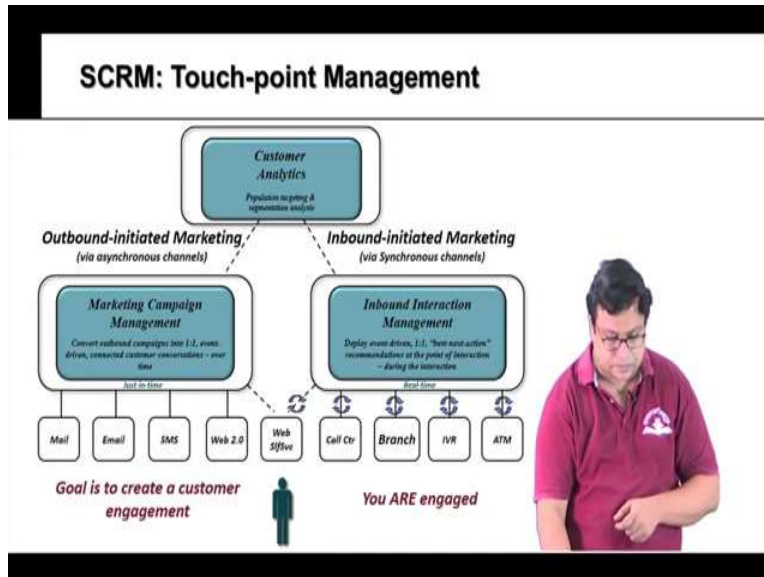 SCRM: Touch-point Management
Customer
Analytics
Population targeting &
segmentation analytic
Outbound-initiated Marketing
(via asynchronous channels)
Inbound-initiated Marketing
(via Synchronous channels)
Marketing Campaign
Management
Convert outbound campaigns into 1:1, event-
driven, connected customer conversations – over
time
Just-in-time
Inbound Interaction
Management
Deploy event-driven, 1:1, "best-next-action"
recommendations at the point of interaction
– during the interaction
Real-time
Mail
Email
SMS
Web 2.0
Web
SlfSve
Call Ctr
Branch
IVR
ATM
Goal is to create a customer
engagement
You ARE engaged